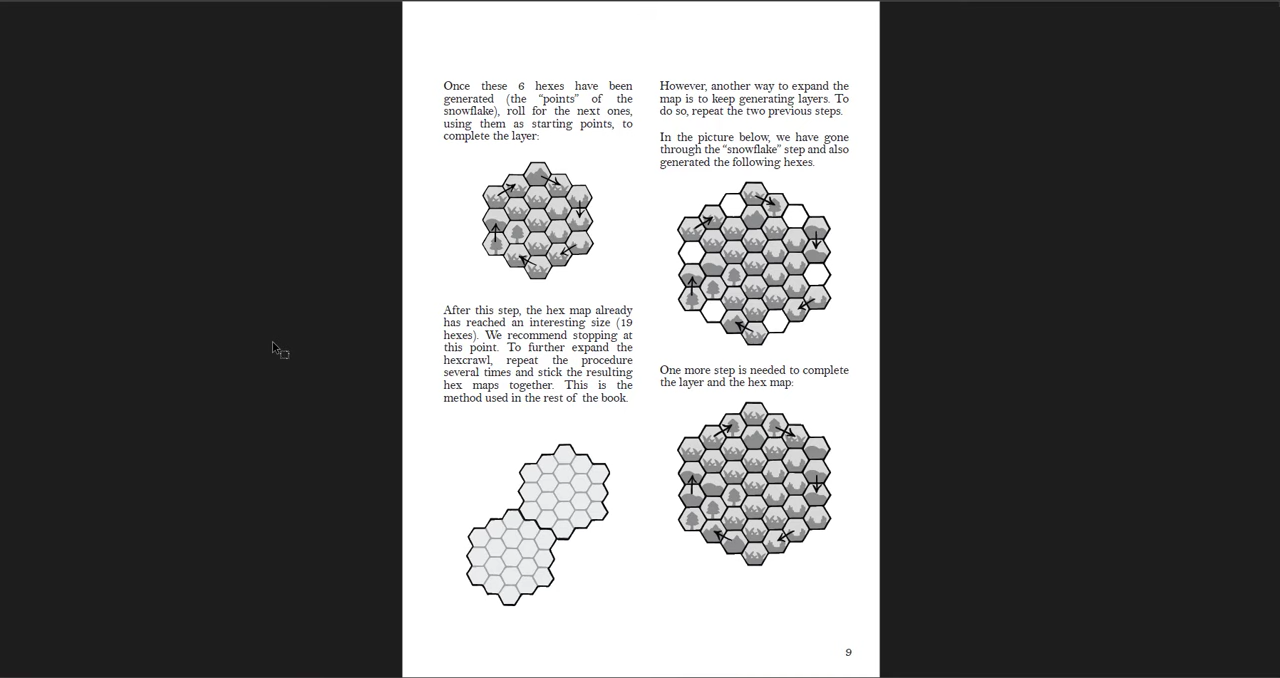 Once these 6 hexes have been
generated (the “points” of the
snowflake), roll for the next ones,
using them as starting points, to
complete the layer:
After this step, the hex map already
has reached an interesting size (19
hexes). We recommend stopping at
this point. To further expand the
hexcrawl, repeat the procedure
several times and stick the resulting
hex maps together. This is the
method used in the rest of the book.
However, another way to expand the
map is to keep generating layers. To
do so, repeat the two previous steps.
In the picture below, we have gone
through the “snowflake” step and also
generated the following hexes.
One more step is needed to complete
the layer and the hex map:
9